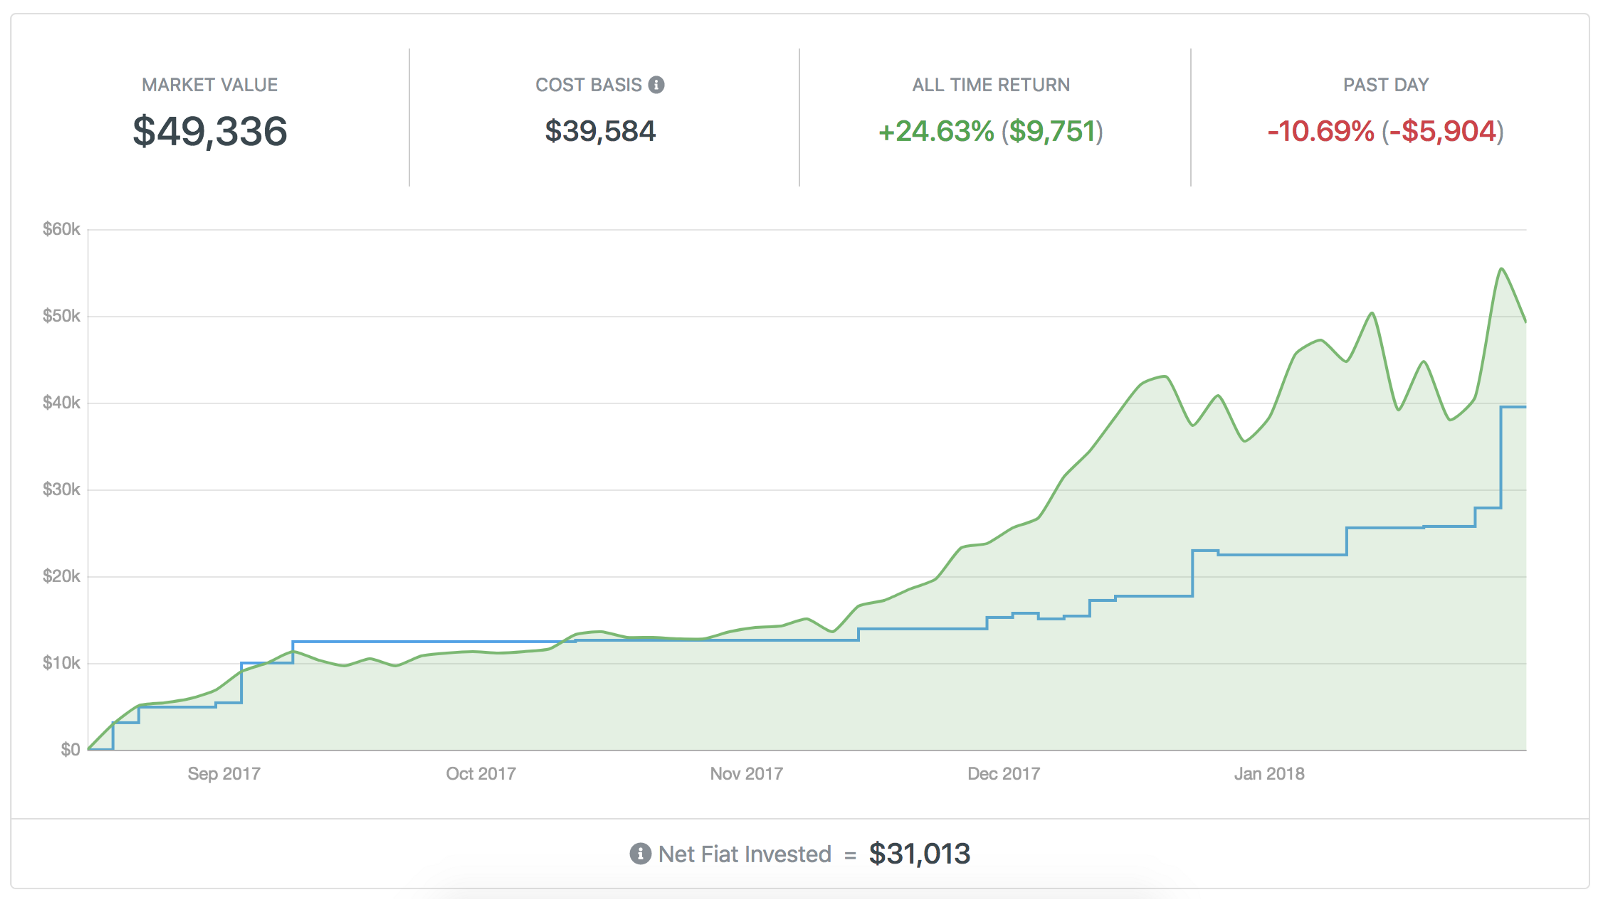 MARKET VALUE
$49,336
COST BASIS
$39,584
ALL TIME RETURN
+24.63% ($9,751)
PAST DAY
-10.69% (-$5,904)
$60k
$50k
$40k
$30k
$20k
$10k
$0
Sep 2017 Oct 2017 Nov 2017 Dec 2017 Jan 2018
Net Fiat Invested = $31,013